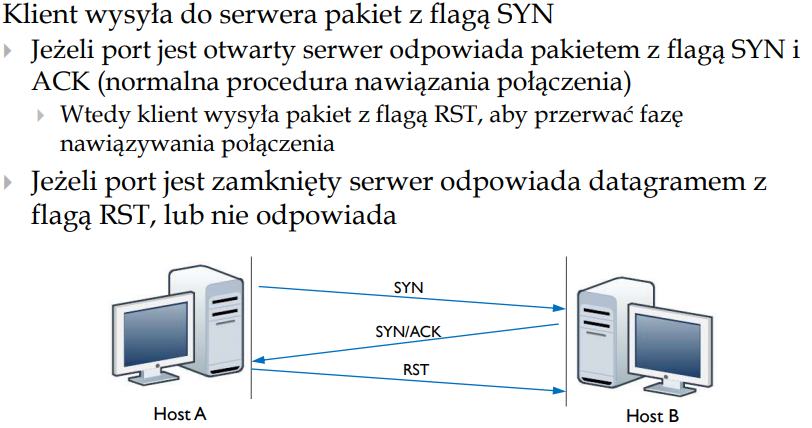 Klient wysyła do serwera pakiet z flagą SYN
Jeżeli port jest otwarty serwer odpowiada pakietem z flagą SYN i
ACK (normalna procedura nawiązania połączenia)
Wtedy klient wysyła pakiet z flagą RST, aby przerwać fazę
nawiązywania połączenia
Jeżeli port jest zamknięty serwer odpowiada datagramem z
flagą RST, lub nie odpowiada
SYN
SYN/ACK
RST
Host A
Host B